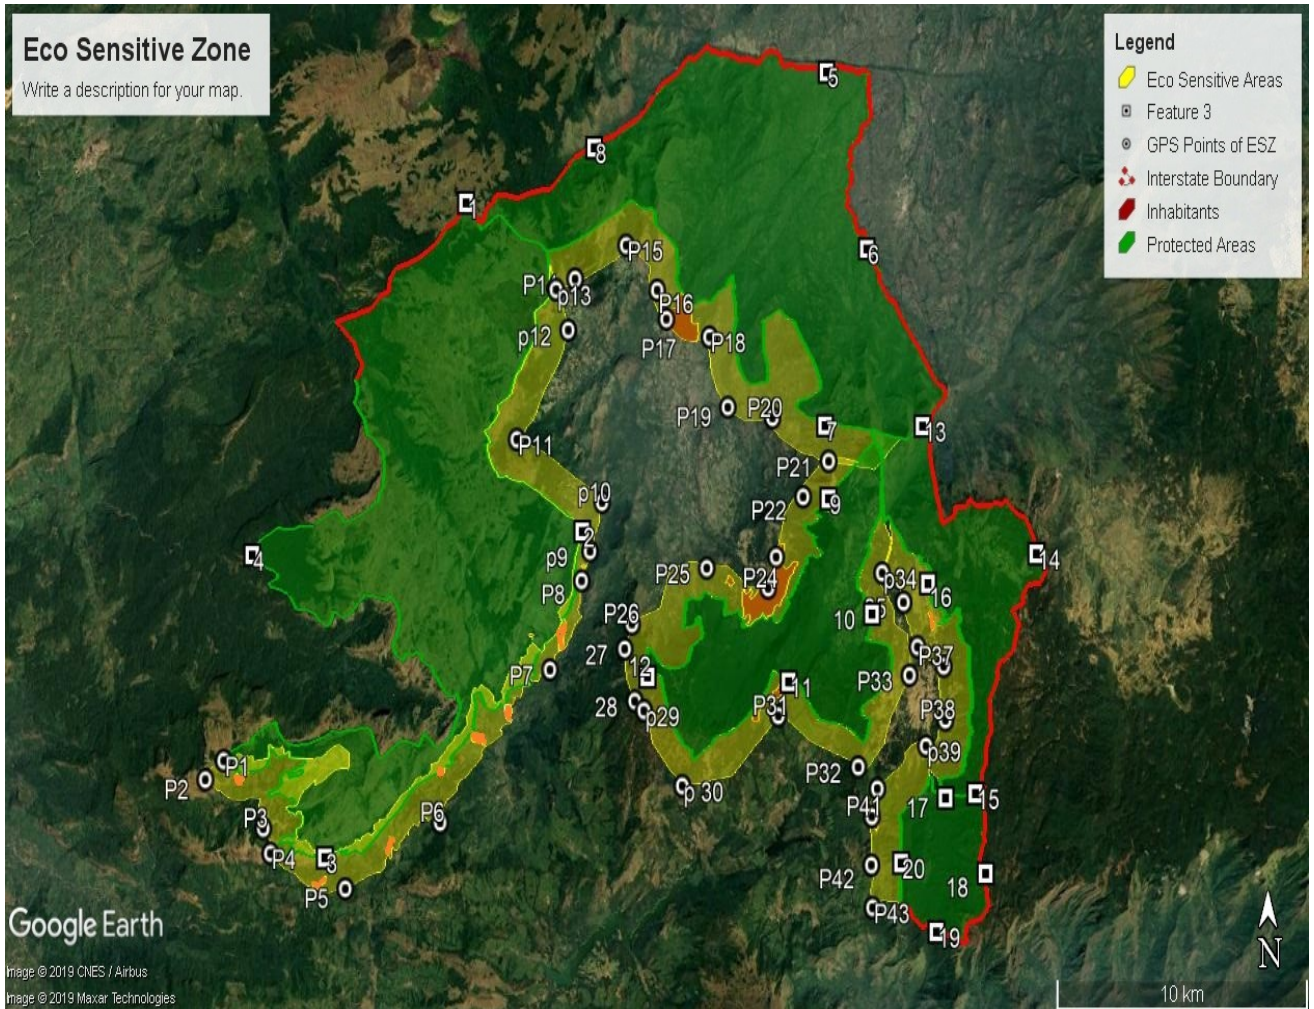 Eco Sensitive Zone
Write a description for your map.
Legend
Eco Sensitive Areas
Feature 3
GPS Points of ESZ
Interstate Boundary
Inhabitants
Protected Areas
5
8
1
6
P15
P14
p13
P16
p12
P17
P18
P19
P20
7
13
P11
P21
p10
P22
9
2
p9
4
14
P25
P24
p34
P8
16
35
10
P26
27
12
P37
P7
11
P33
28
p29
P31
P38
p39
P1
P2
P32
p 30
17
15
P41
P3
P6
P4
3
20
P42
18
P5
P43
19
Google Earth
Image © 2019 CNES / Airbus
Image © 2019 Maxar Technologies
N
10 km